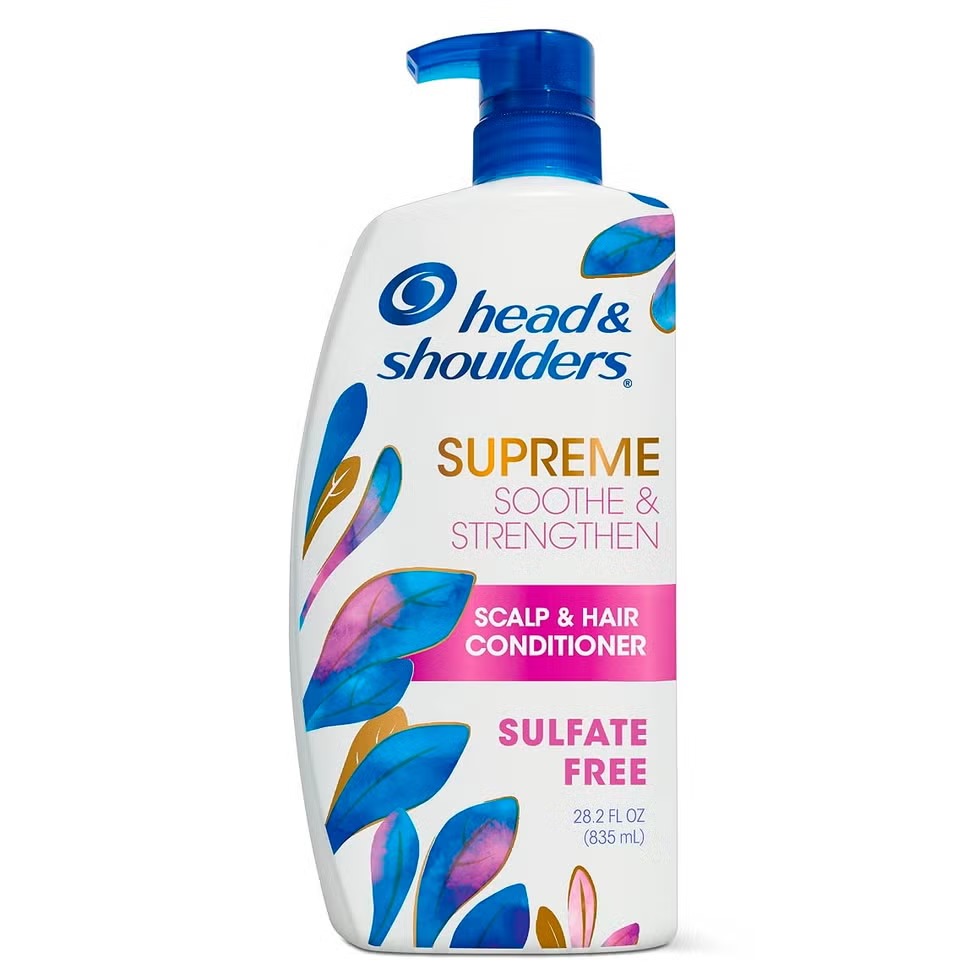 head &
shoulders®
SUPREME
SOOTHE &
STRENGTHEN
SCALP & HAIR
CONDITIONER
SULFATE
FREE
28.2 FL OZ
(835 mL)